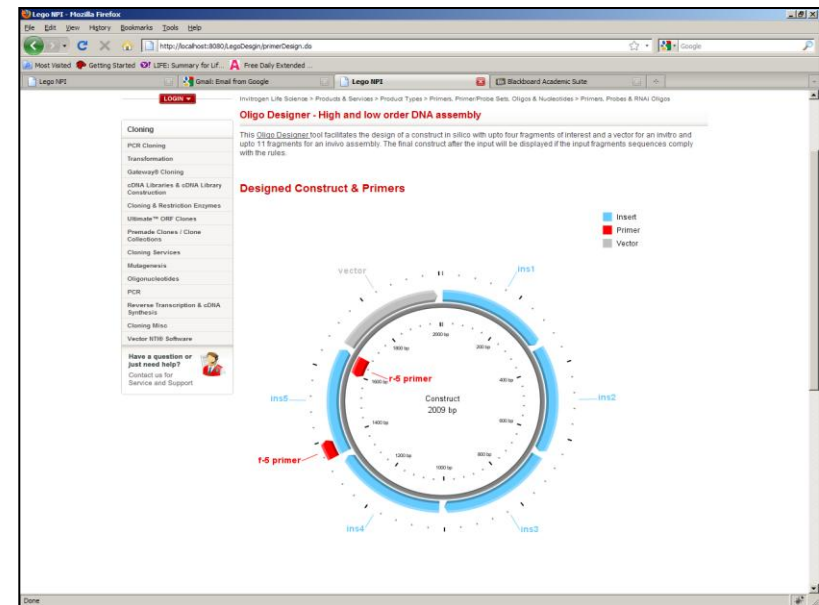 Lego NPI - Mozilla Firefox
File Edit View History Bookmarks Tools Help
http://localhost:8080/LegoDesgin/primerDesign.do
Google
Most Visited Getting Started LIFE: Summary for Lif... Free Daily Extended ...
Lego NPI Gmail: Email from Google Lego NPI Blackboard Academic Suite
LOGIN
Invitrogen Life Science > Products & Services > Product Types > Primers, Primer/Probe Sets, Oligos & Nucleotides > Primers, Probes & RNAi Oligos
Oligo Designer - High and low order DNA assembly
This Oligo Designer tool facilitates the design of a construct in silico with upto four fragments of interest and a vector for an invitro and
upto 11 fragments for an invivo assembly. The final construct after the input will be displayed if the input fragments sequences comply
with the rules.
Cloning
PCR Cloning
Transformation
Gateway® Cloning
cDNA Libraries & cDNA Library
Construction
Cloning & Restriction Enzymes
Ultimate™ ORF Clones
Premade Clones / Clone
Collections
Cloning Services
Mutagenesis
Oligonucleotides
PCR
Reverse Transcription & cDNA
Synthesis
Cloning Misc
Vector NTI® Software
Have a question or
just need help?
Contact us for
Service and Support
Designed Construct & Primers
Insert
Primer
Vector
vector
ins1
2000 bp
1800 bp
200 bp
r-5 primer
1600 bp
400 bp
Construct
2009 bp
ins5
ins2
1400 bp
600 bp
f-5 primer
1200 bp
800 bp
1000 bp
ins4
ins3
Done